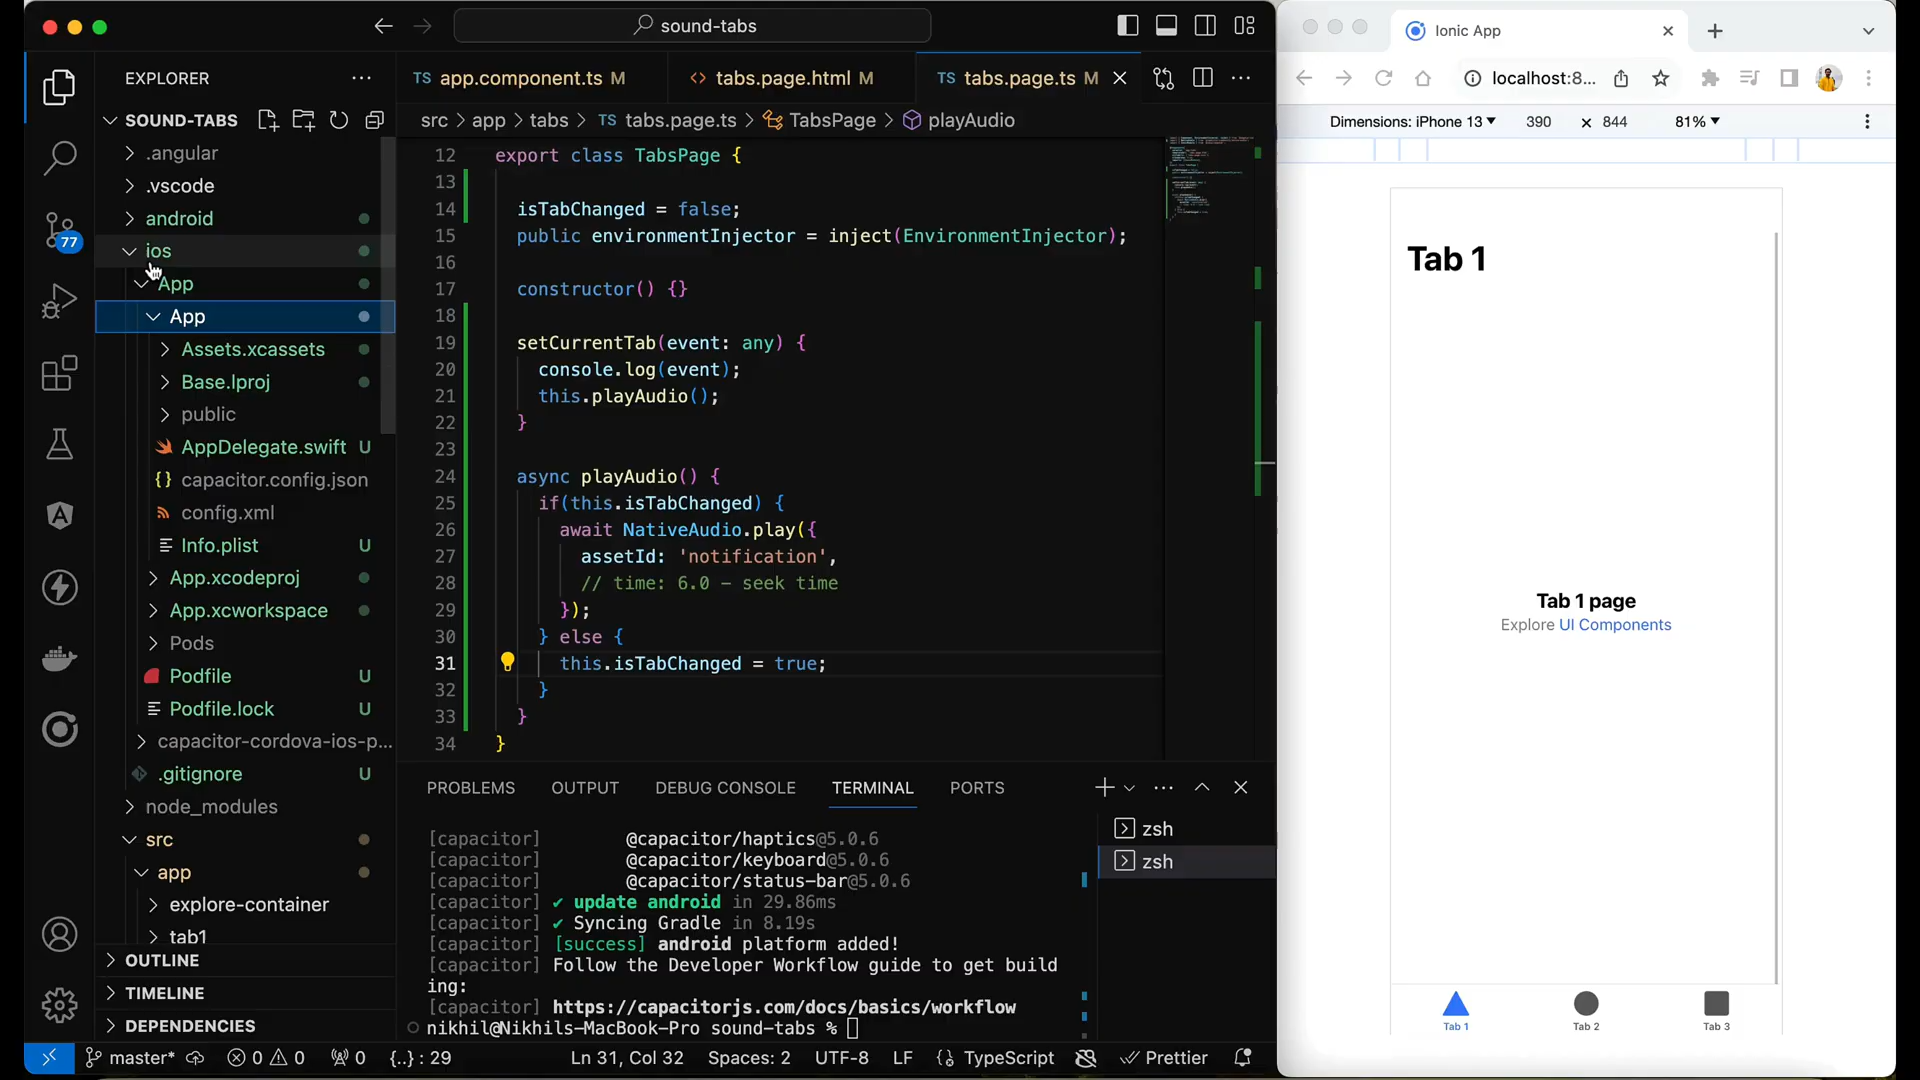 sound-tabs
EXPLORER
SOUND-TABS
.angular
.vscode
android
ios
App
App
Assets.xcassets
Base.lproj
public
AppDelegate.swift U
{} capacitor.config.json
config.xml
Info.plist U
App.xcodeproj
App.xcworkspace
Pods
Podfile U
Podfile.lock U
capacitor-cordova-ios-p...
.gitignore U
node_modules
src
app
explore-container
tab1
OUTLINE
TIMELINE
DEPENDENCIES
77
TS app.component.ts M
<> tabs.page.html M
TS tabs.page.ts M
src > app > tabs > TS tabs.page.ts > TabsPage > playAudio
12 export class TabsPage {
13
14 isTabChanged = false;
15 public environmentInjector = inject(EnvironmentInjector);
16
17 constructor() {}
18
19 setCurrentTab(event: any) {
20 console.log(event);
21 this.playAudio();
22 }
23
24 async playAudio() {
25 if(this.isTabChanged) {
26 await NativeAudio.play({
27 assetId: 'notification',
28 // time: 6.0 - seek time
29 });
30 } else {
31 this.isTabChanged = true;
32 }
33 }
34 }
PROBLEMS OUTPUT DEBUG CONSOLE TERMINAL PORTS
[capacitor] @capacitor/haptics@5.0.6
[capacitor] @capacitor/keyboard@5.0.6
[capacitor] @capacitor/status-bar@5.0.6
[capacitor] ✔ update android in 29.86ms
[capacitor] ✔ Syncing Gradle in 8.19s
[capacitor] [success] android platform added!
[capacitor] Follow the Developer Workflow guide to get build
ing:
[capacitor] https://capacitorjs.com/docs/basics/workflow
nikhil@Nikhils-MacBook-Pro sound-tabs %
zsh
zsh
master* 0 0 0 {..} : 29 Ln 31, Col 32 Spaces: 2 UTF-8 LF {} TypeScript Prettier
Ionic App
localhost:8...
Dimensions: iPhone 13 390 × 844 81%
Tab 1
Tab 1 page
Explore UI Components
Tab 1 Tab 2 Tab 3